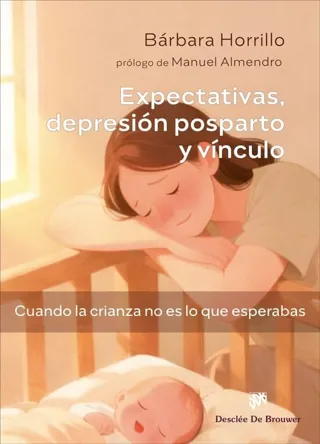 Bárbara Horrillo
prólogo de Manuel Almendro
Expectativas,
depresión posparto
y vínculo
Cuando la crianza no es lo que esperabas
Desclée De Brouwer